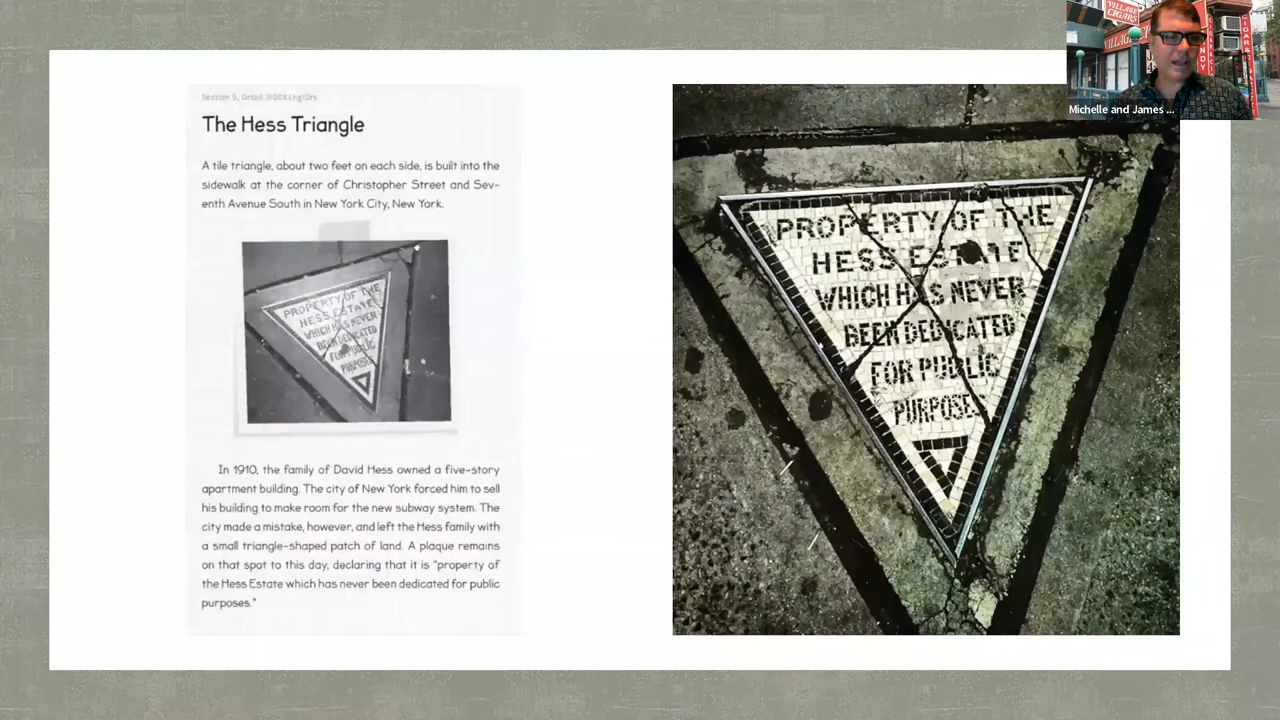 The Hess Triangle
A tile triangle, about two feet on each side, is built into the
sidewalk at the corner of Christopher Street and Sev-
enth Avenue South in New York City, New York.
PROPERTY OF THE
HESS ESTATE
WHICH HAS NEVER
BEEN DEDICATED
FOR PUBLIC
PURPOSES
In 1910, the family of David Hess owned a five-story
apartment building. The city of New York forced him to sell
his building to make room for the new subway system. The
city made a mistake, however, and left the Hess family with
a small triangle-shaped patch of land. A plaque remains
on that spot to this day, declaring that it is "property of
the Hess Estate which has never been dedicated for public
purposes."
PROPERTY OF THE
HESS ESTATE
WHICH HAS NEVER
BEEN DEDICATED
FOR PUBLIC
PURPOSES
VILLAGE
CIGARS
Michelle and James ...